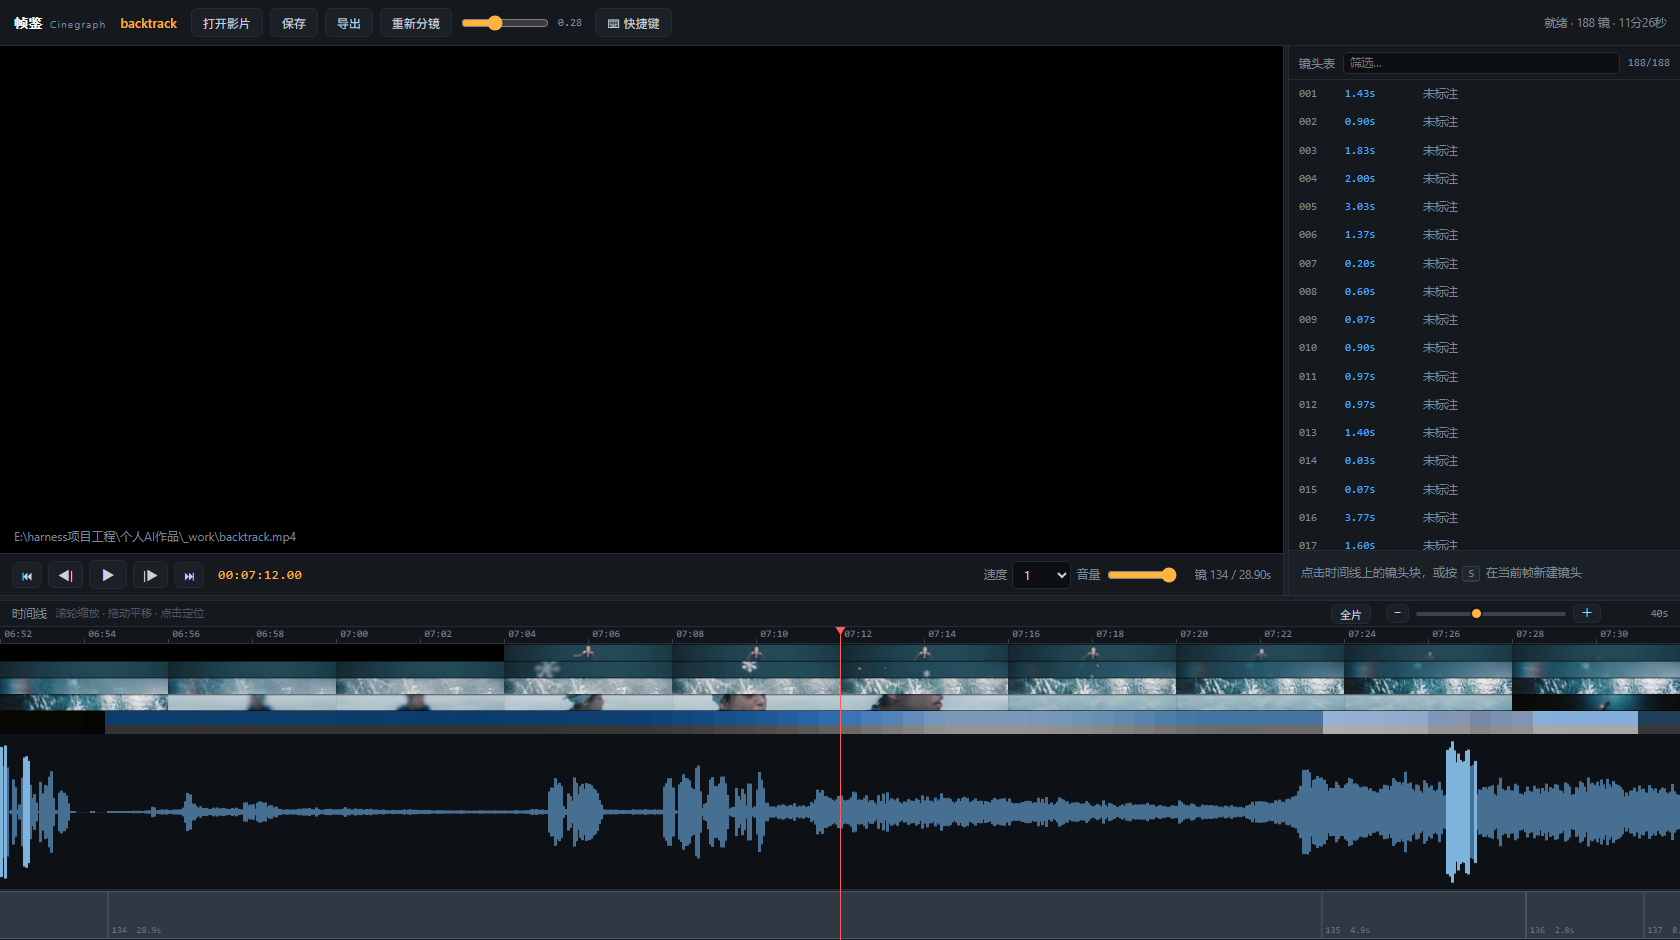 帧鉴 Cinegraph backtrack 打开影片 保存 导出 重新分镜 0.28 快捷键 就绪 · 188 镜 · 11分26秒
镜头表 筛选... 188/188
001 1.43s 未标注
002 0.90s 未标注
003 1.83s 未标注
004 2.00s 未标注
005 3.03s 未标注
006 1.37s 未标注
007 0.20s 未标注
008 0.60s 未标注
009 0.07s 未标注
010 0.90s 未标注
011 0.97s 未标注
012 0.97s 未标注
013 1.40s 未标注
014 0.03s 未标注
015 0.07s 未标注
016 3.77s 未标注
017 1.60s 未标注
E:\harness项目工程\个人AI作品\_work\backtrack.mp4
00:07:12.00 速度 1 音量 镜 134 / 28.90s
点击时间线上的镜头块，或按 S 在当前帧新建镜头
时间线 滚轮缩放 · 拖动平移 · 点击定位 全片 − + 40s
06:52 06:54 06:56 06:58 07:00 07:02 07:04 07:06 07:08 07:10 07:12 07:14 07:16 07:18 07:20 07:22 07:24 07:26 07:28 07:30
134 28.9s 135 4.9s 136 2.8s 137